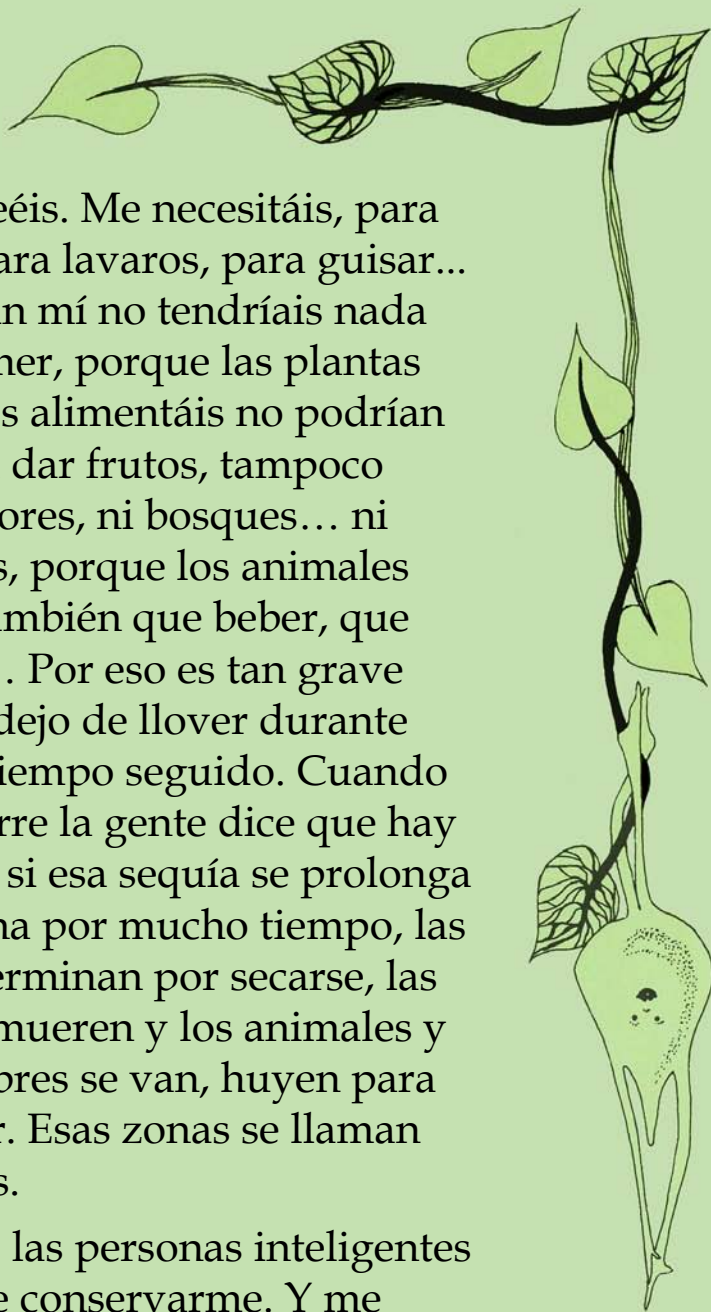 eéis. Me necesitáis, para
ara lavaros, para guisar...
in mí no tendríais nada
mer, porque las plantas
s alimentáis no podrían
dar frutos, tampoco
ores, ni bosques… ni
s, porque los animales
ambién que beber, que
. Por eso es tan grave
dejo de llover durante
iempo seguido. Cuando
rre la gente dice que hay
si esa sequía se prolonga
na por mucho tiempo, las
erminan por secarse, las
mueren y los animales y
bres se van, huyen para
r. Esas zonas se llaman
s.
las personas inteligentes
e conservarme. Y me